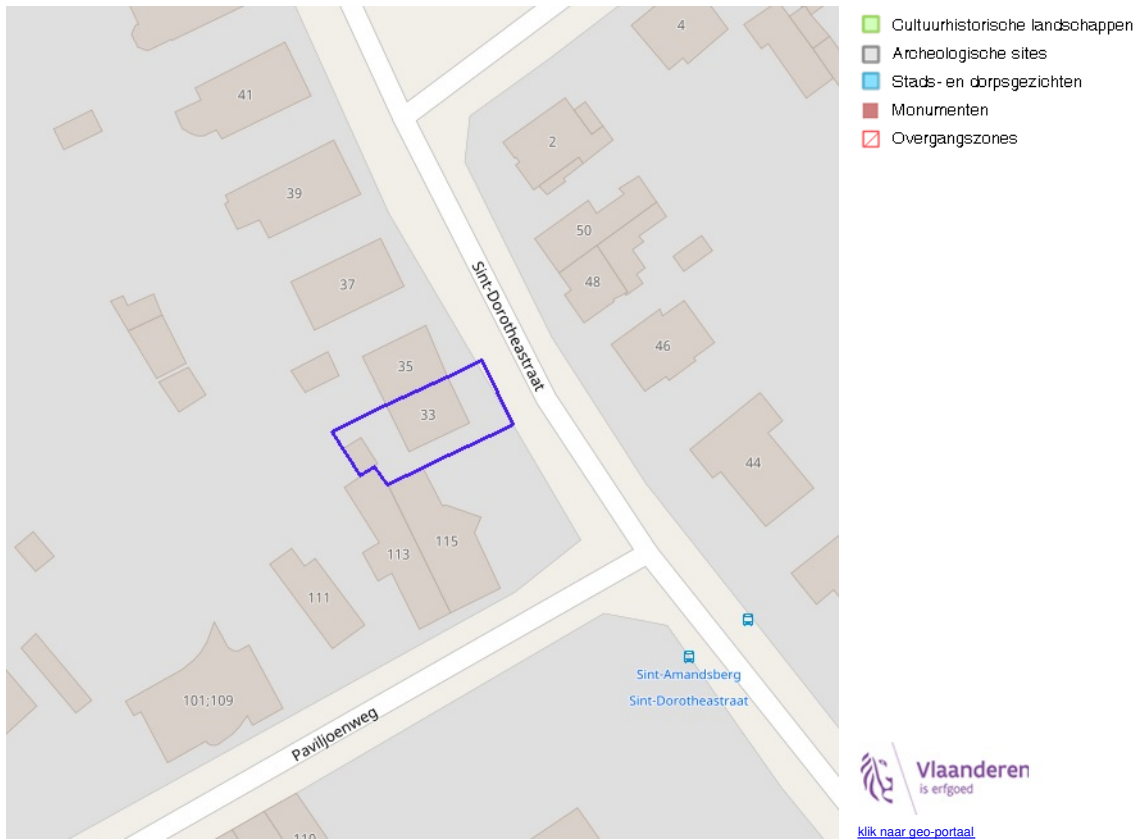 4
41
2
39
50
48
37
Sint-Dorotheastraat
46
35
33
44
115
113
111
Sint-Amandsberg
Sint-Dorotheastraat
101;109
Paviljoenweg
Cultuurhistorische landschappen
Archeologische sites
Stads- en dorpsgezichten
Monumenten
Overgangszones
Vlaanderen
is erfgoed
klik naar geo-portaal